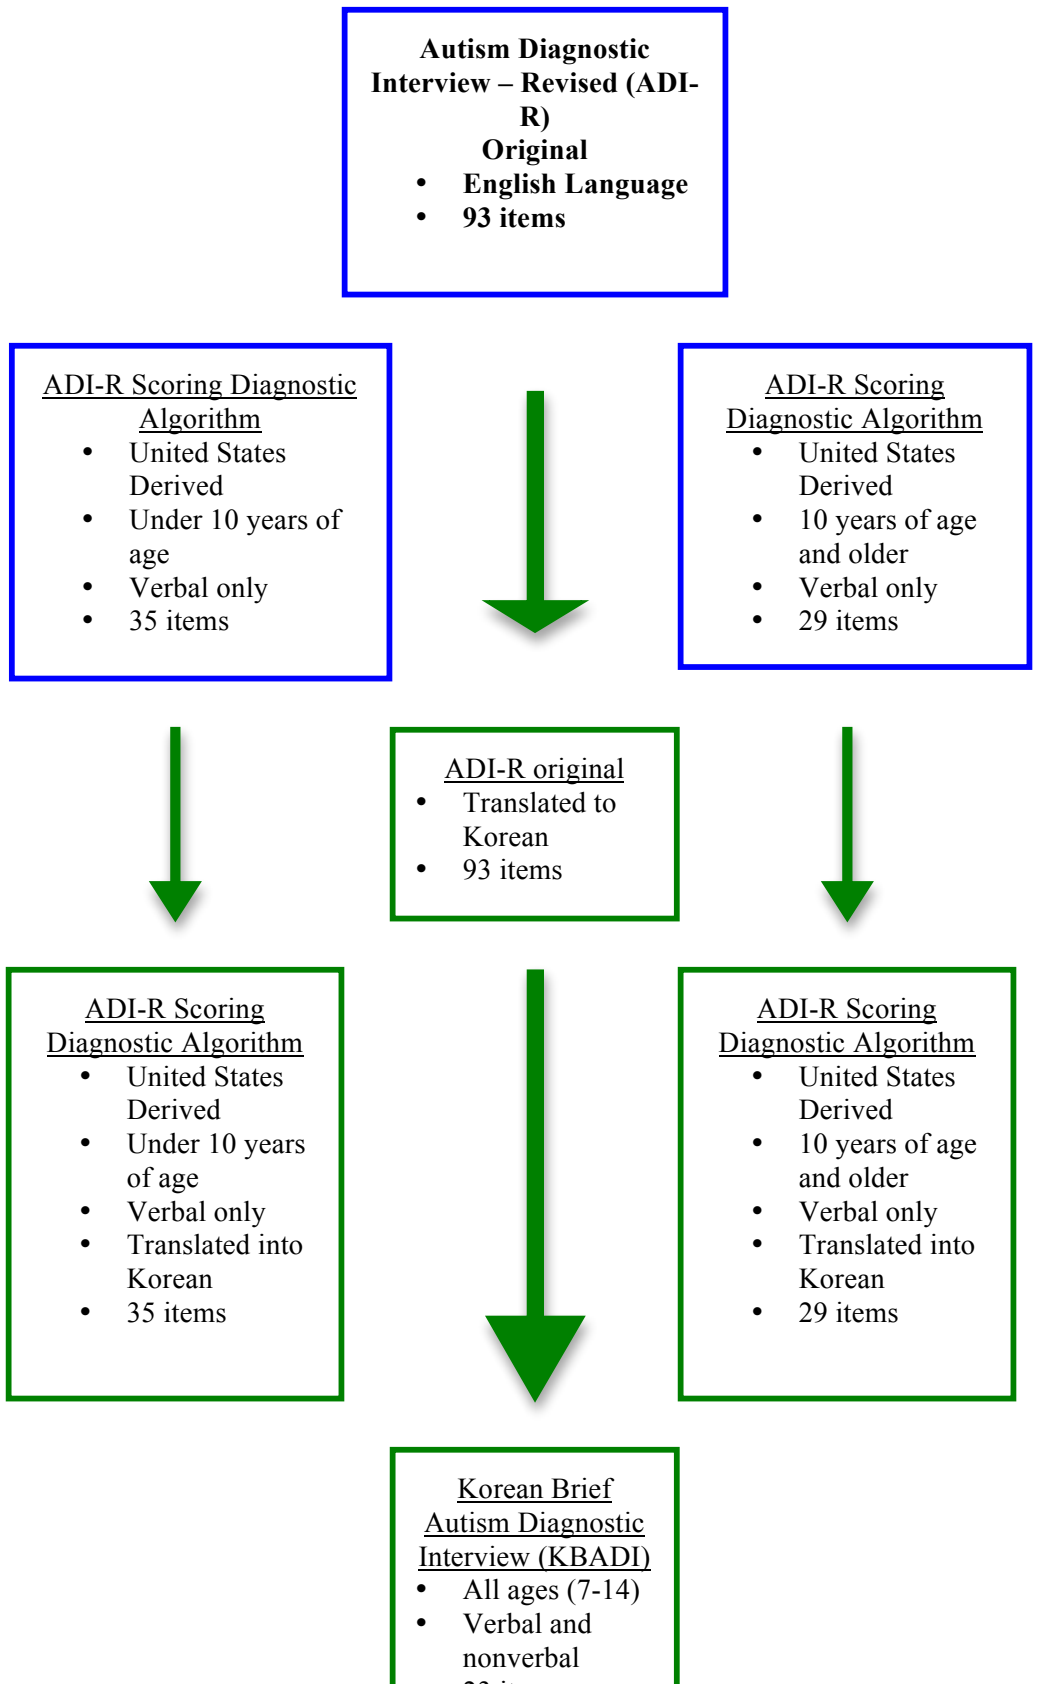 Autism Diagnostic
Interview – Revised (ADI-
R)
Original
• English Language
• 93 items
ADI-R Scoring Diagnostic
Algorithm
• United States
Derived
• Under 10 years of
age
• Verbal only
• 35 items
ADI-R Scoring
Diagnostic Algorithm
• United States
Derived
• 10 years of age
and older
• Verbal only
• 29 items
ADI-R original
• Translated to
Korean
• 93 items
ADI-R Scoring
Diagnostic Algorithm
• United States
Derived
• Under 10 years
of age
• Verbal only
• Translated into
Korean
• 35 items
ADI-R Scoring
Diagnostic Algorithm
• United States
Derived
• 10 years of age
and older
• Verbal only
• Translated into
Korean
• 29 items
Korean Brief
Autism Diagnostic
Interview (KBADI)
• All ages (7-14)
• Verbal and
nonverbal